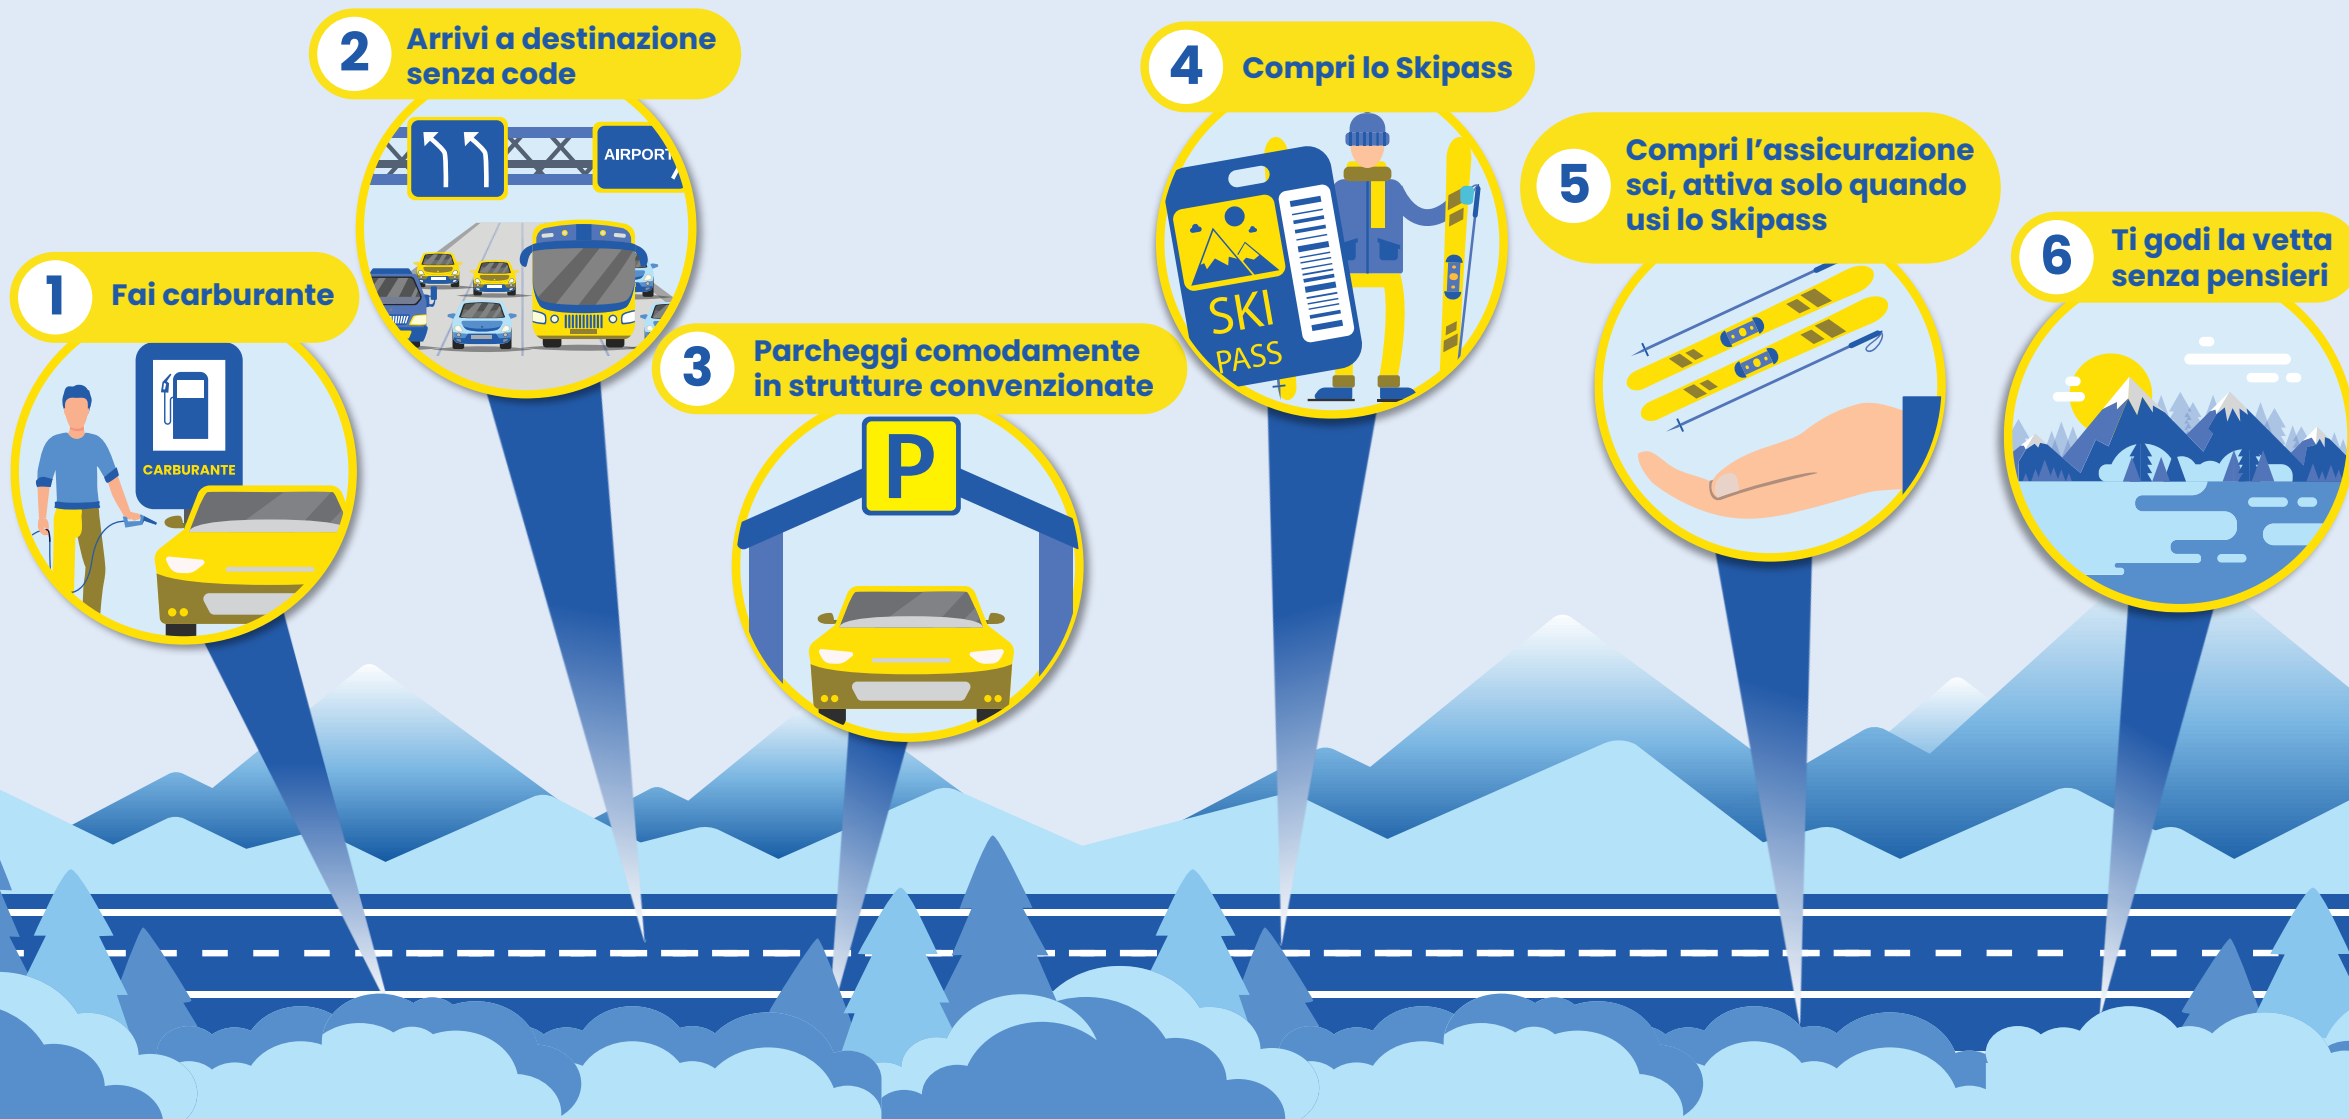 1
Fai carburante
CARBURANTE
2
Arrivi a destinazione
senza code
AIRPORT
3
Parcheggi comodamente
in strutture convenzionate
P
4
Compri lo Skipass
SKI
PASS
5
Compri l’assicurazione
sci, attiva solo quando
usi lo Skipass
6
Ti godi la vetta
senza pensieri